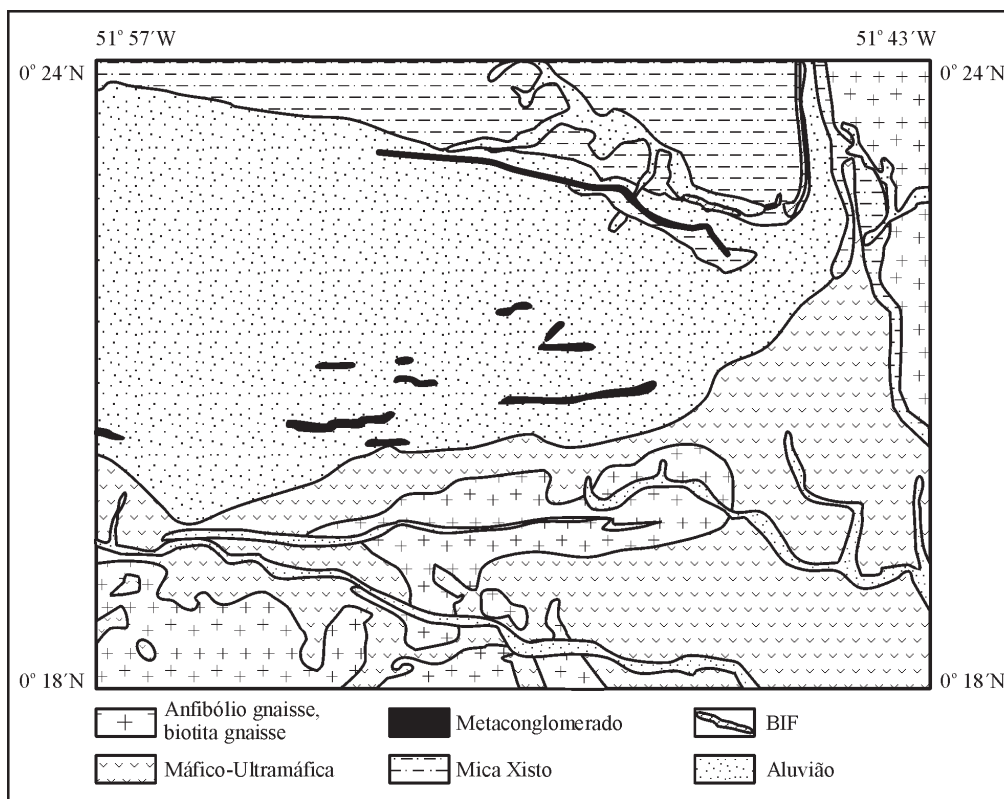 51° 57´W
51° 43´W
0° 24´N
0° 24´N
0° 18´N
0° 18´N
Anfibólio gnaisse,
biotita gnaisse
Metaconglomerado
BIF
Máfico-Ultramáfica
Mica Xisto
Aluvião